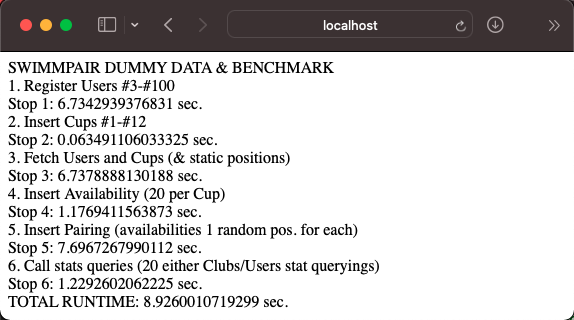 localhost
SWIMMPAIR DUMMY DATA & BENCHMARK
1. Register Users #3-#100
Stop 1: 6.7342939376831 sec.
2. Insert Cups #1-#12
Stop 2: 0.063491106033325 sec.
3. Fetch Users and Cups (& static positions)
Stop 3: 6.7378888130188 sec.
4. Insert Availability (20 per Cup)
Stop 4: 1.1769411563873 sec.
5. Insert Pairing (availabilities 1 random pos. for each)
Stop 5: 7.6967267990112 sec.
6. Call stats queries (20 either Clubs/Users stat queryings)
Stop 6: 1.2292602062225 sec.
TOTAL RUNTIME: 8.9260010719299 sec.